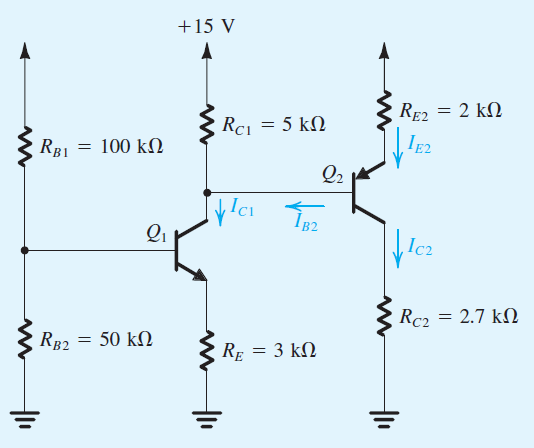 +15 V
R_B1 = 100 kΩ
R_C1 = 5 kΩ
R_E2 = 2 kΩ
I_E2
Q_2
I_C1
I_B2
Q_1
I_C2
R_B2 = 50 kΩ
R_E = 3 kΩ
R_C2 = 2.7 kΩ